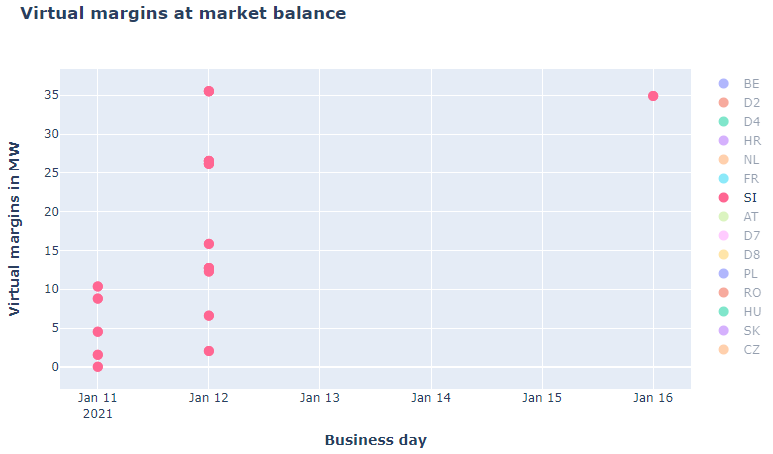 Virtual margins at market balance
Virtual margins in MW
35
30
25
20
15
10
5
0
Jan 11
2021
Jan 12
Jan 13
Jan 14
Jan 15
Jan 16
Business day
BE
D2
D4
HR
NL
FR
SI
AT
D7
D8
PL
RO
HU
SK
CZ